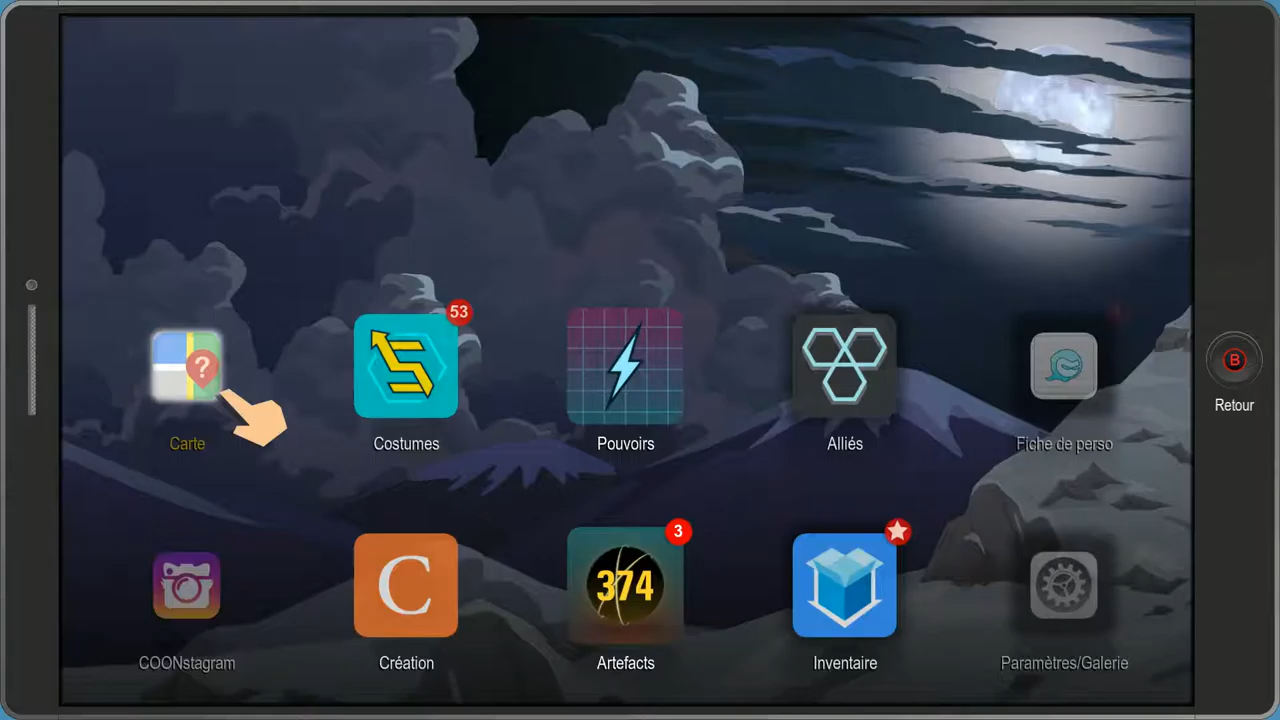 53
?
B
Retour
Carte
Costumes
Pouvoirs
Alliés
Fiche de perso
3
C
374
COONstagram
Création
Artefacts
Inventaire
Paramètres/Galerie